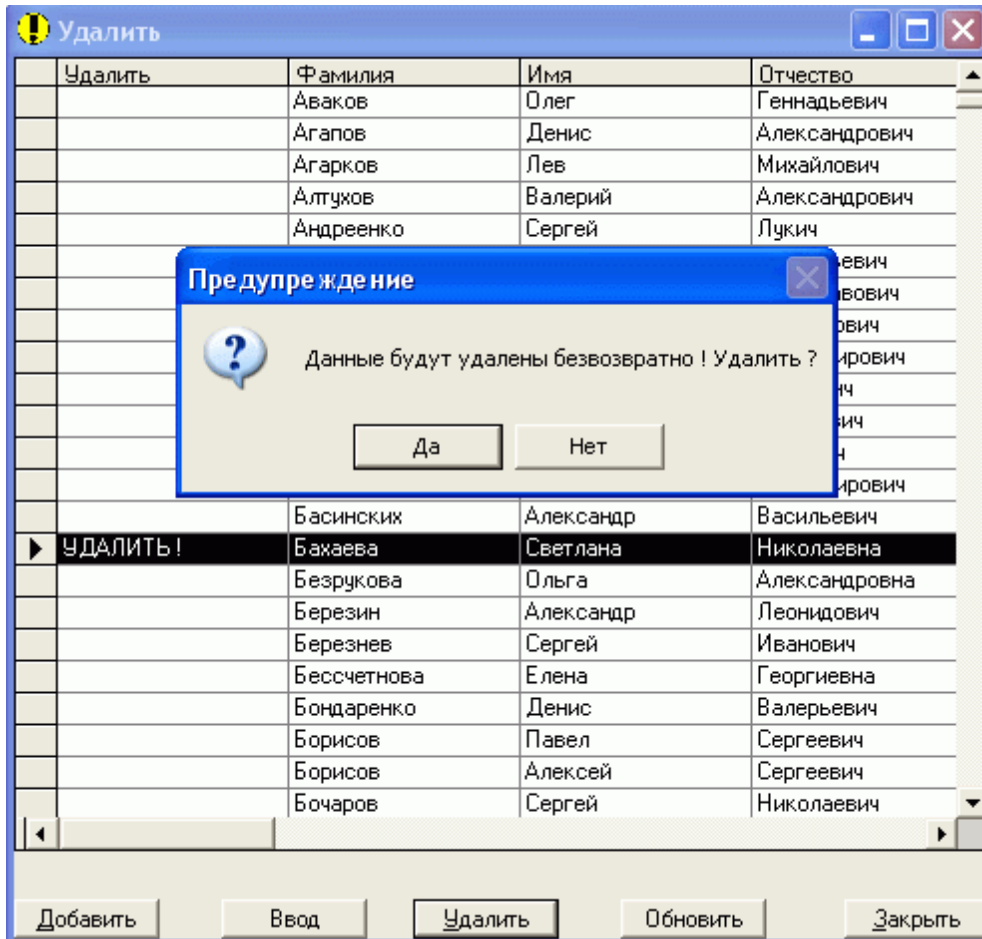 Удалить
Удалить Фамилия Имя Отчество
Аваков Олег Геннадьевич
Агапов Денис Александрович
Агарков Лев Михайлович
Алтухов Валерий Александрович
Андреенко Сергей Лукич
Предупреждение
Данные будут удалены безвозвратно ! Удалить ?
Да Нет
Басинских Александр Васильевич
УДАЛИТЬ ! Бахаева Светлана Николаевна
Безрукова Ольга Александровна
Березин Александр Леонидович
Березнев Сергей Иванович
Бессчетнова Елена Георгиевна
Бондаренко Денис Валерьевич
Борисов Павел Сергеевич
Борисов Алексей Сергеевич
Бочаров Сергей Николаевич
Добавить Ввод Удалить Обновить Закрыть